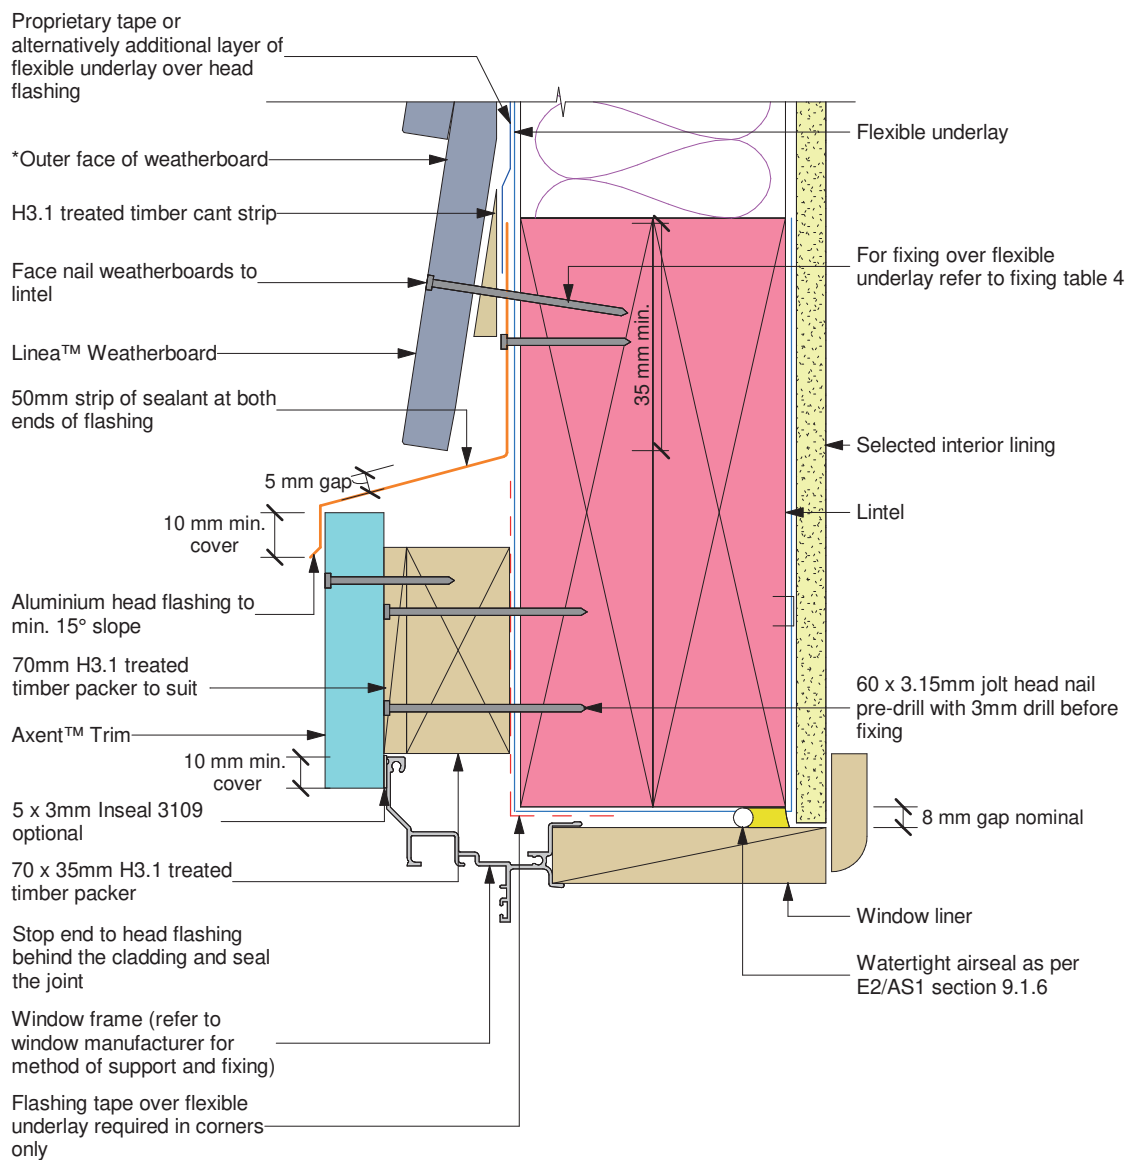 Proprietary tape or
alternatively additional layer of
flexible underlay over head
flashing
*Outer face of weatherboard
H3.1 treated timber cant strip
Face nail weatherboards to
lintel
Linea™ Weatherboard
50mm strip of sealant at both
ends of flashing
5 mm gap
10 mm min.
cover
Aluminium head flashing to
min. 15° slope
70mm H3.1 treated
timber packer to suit
Axent™ Trim
10 mm min.
cover
5 x 3mm Inseal 3109
optional
70 x 35mm H3.1 treated
timber packer
Stop end to head flashing
behind the cladding and seal
the joint
Window frame (refer to
window manufacturer for
method of support and fixing)
Flashing tape over flexible
underlay required in corners
only
35 mm min.
Flexible underlay
For fixing over flexible
underlay refer to fixing table 4
Selected interior lining
Lintel
60 x 3.15mm jolt head nail
pre-drill with 3mm drill before
fixing
8 mm gap nominal
Window liner
Watertight airseal as per
E2/AS1 section 9.1.6